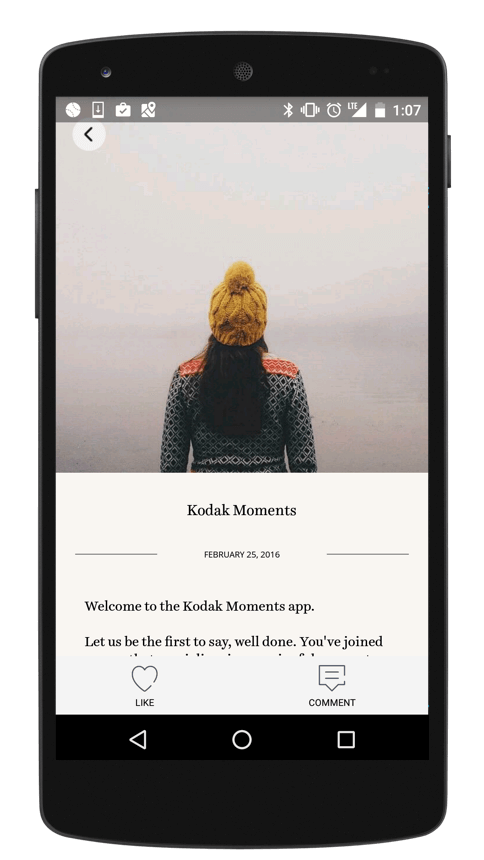 LTE 1:07
Kodak Moments
FEBRUARY 25, 2016
Welcome to the Kodak Moments app.
Let us be the first to say, well done. You've joined
LIKE COMMENT